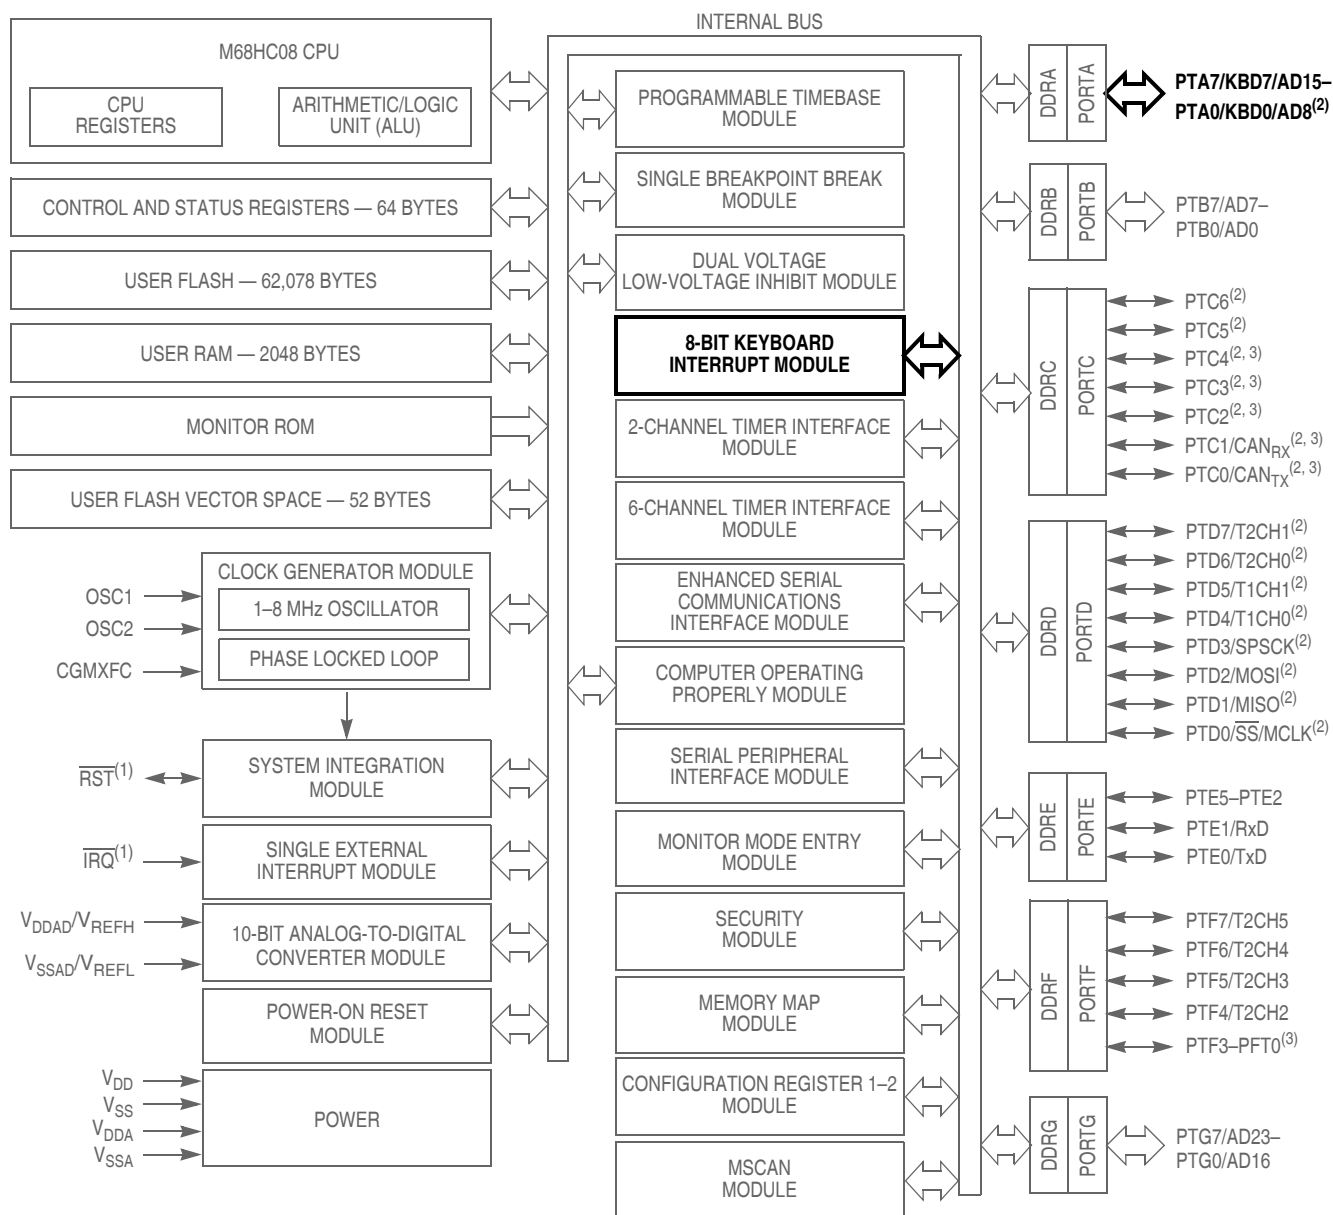 INTERNAL BUS
M68HC08 CPU
CPU
REGISTERS
ARITHMETIC/LOGIC
UNIT (ALU)
CONTROL AND STATUS REGISTERS — 64 BYTES
USER FLASH — 62,078 BYTES
USER RAM — 2048 BYTES
MONITOR ROM
USER FLASH VECTOR SPACE — 52 BYTES
OSC1
OSC2
CGMXFC
CLOCK GENERATOR MODULE
1–8 MHz OSCILLATOR
PHASE LOCKED LOOP
RST(1)
SYSTEM INTEGRATION
MODULE
IRQ(1)
SINGLE EXTERNAL
INTERRUPT MODULE
VDDAD/VREFH
VSSAD/VREFL
10-BIT ANALOG-TO-DIGITAL
CONVERTER MODULE
POWER-ON RESET
MODULE
VDD
VSS
VDDA
VSSA
POWER
PROGRAMMABLE TIMEBASE
MODULE
SINGLE BREAKPOINT BREAK
MODULE
DUAL VOLTAGE
LOW-VOLTAGE INHIBIT MODULE
8-BIT KEYBOARD
INTERRUPT MODULE
2-CHANNEL TIMER INTERFACE
MODULE
6-CHANNEL TIMER INTERFACE
MODULE
ENHANCED SERIAL
COMMUNICATIONS
INTERFACE MODULE
COMPUTER OPERATING
PROPERLY MODULE
SERIAL PERIPHERAL
INTERFACE MODULE
MONITOR MODE ENTRY
MODULE
SECURITY
MODULE
MEMORY MAP
MODULE
CONFIGURATION REGISTER 1–2
MODULE
MSCAN
MODULE
DDRA
PORTA
PTA7/KBD7/AD15–
PTA0/KBD0/AD8(2)
DDRB
PORTB
PTB7/AD7–
PTB0/AD0
DDRC
PORTC
PTC6(2)
PTC5(2)
PTC4(2, 3)
PTC3(2, 3)
PTC2(2, 3)
PTC1/CANRX(2, 3)
PTC0/CANTX(2, 3)
DDRD
PORTD
PTD7/T2CH1(2)
PTD6/T2CH0(2)
PTD5/T1CH1(2)
PTD4/T1CH0(2)
PTD3/SPSCK(2)
PTD2/MOSI(2)
PTD1/MISO(2)
PTD0/SS/MCLK(2)
DDRE
PORTE
PTE5–PTE2
PTE1/RxD
PTE0/TxD
DDRF
PORTF
PTF7/T2CH5
PTF6/T2CH4
PTF5/T2CH3
PTF4/T2CH2
PTF3–PFT0(3)
DDRG
PORTG
PTG7/AD23–
PTG0/AD16